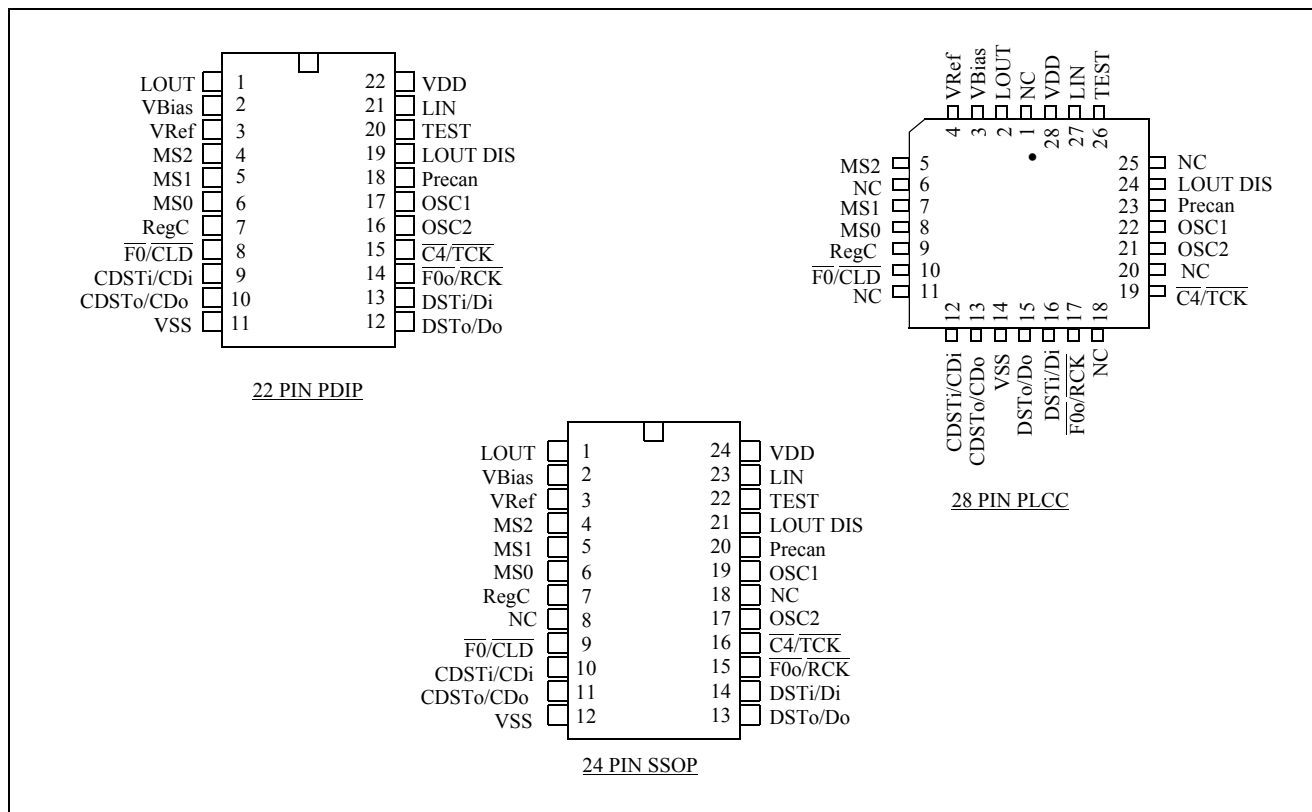 LOUT 1 22 VDD
VBias 2 21 LIN
VRef 3 20 TEST
MS2 4 19 LOUT DIS
MS1 5 18 Precan
MS0 6 17 OSC1
RegC 7 16 OSC2
F0/CLD 8 15 C4/TCK
CDSTi/CDi 9 14 F0o/RCK
CDSTo/CDo 10 13 DSTi/Di
VSS 11 12 DSTo/Do
22 PIN PDIP
VRef VBias LOUT NC VDD LIN TEST
4 3 2 1 28 27 26
MS2 5 25 NC
NC 6 24 LOUT DIS
MS1 7 23 Precan
MS0 8 22 OSC1
RegC 9 21 OSC2
F0/CLD 10 20 NC
NC 11 19 C4/TCK
12 13 14 15 16 17 18
CDSTi/CDi CDSTo/CDo VSS DSTo/Do DSTi/Di F0o/RCK NC
28 PIN PLCC
LOUT 1 24 VDD
VBias 2 23 LIN
VRef 3 22 TEST
MS2 4 21 LOUT DIS
MS1 5 20 Precan
MS0 6 19 OSC1
RegC 7 18 NC
NC 8 17 OSC2
F0/CLD 9 16 C4/TCK
CDSTi/CDi 10 15 F0o/RCK
CDSTo/CDo 11 14 DSTi/Di
VSS 12 13 DSTo/Do
24 PIN SSOP